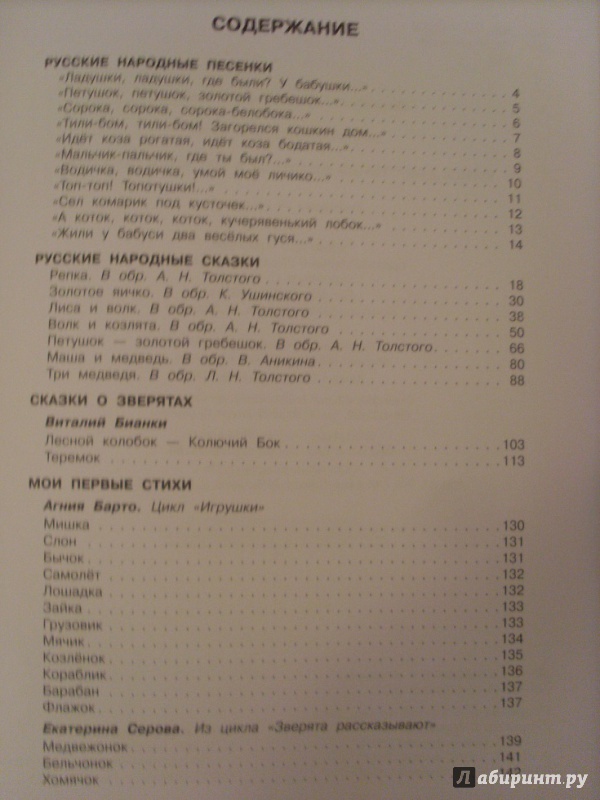 СОДЕРЖАНИЕ
РУССКИЕ НАРОДНЫЕ ПЕСЕНКИ
«Ладушки, ладушки, где были? У бабушки...» 4
«Петушок, петушок, золотой гребешок...» 5
«Сорока, сорока, сорока-белобока...» 6
«Тили-бом, тили-бом! Загорелся кошкин дом...» 7
«Идёт коза рогатая, идёт коза бодатая...» 8
«Мальчик-пальчик, где ты был?...» 9
«Водичка, водичка, умой моё личико...» 10
«Топ-топ! Топотушки!...» 11
«Сел комарик под кусточек...» 12
«А коток, коток, коток, кучерявенький лобок...» 13
«Жили у бабуси два весёлых гуся...» 14
РУССКИЕ НАРОДНЫЕ СКАЗКИ
Репка. В обр. А. Н. Толстого 18
Золотое яичко. В обр. К. Ушинского 30
Лиса и волк. В обр. А. Н. Толстого 38
Волк и козлята. В обр. А. Н. Толстого 50
Петушок — золотой гребешок. В обр. А. Н. Толстого 66
Маша и медведь. В обр. В. Аникина 80
Три медведя. В обр. Л. Н. Толстого 88
СКАЗКИ О ЗВЕРЯТАХ
Виталий Бианки
Лесной колобок — Колючий Бок 103
Теремок 113
МОИ ПЕРВЫЕ СТИХИ
Агния Барто. Цикл «Игрушки»
Мишка 130
Слон 131
Бычок 131
Самолёт 132
Лошадка 132
Зайка 133
Грузовик 133
Мячик 134
Козлёнок 135
Кораблик 136
Барабан 137
Флажок 137
Екатерина Серова. Из цикла «Зверята рассказывают»
Медвежонок 139
Бельчонок 141
Хомячок
Лабиринт.ру